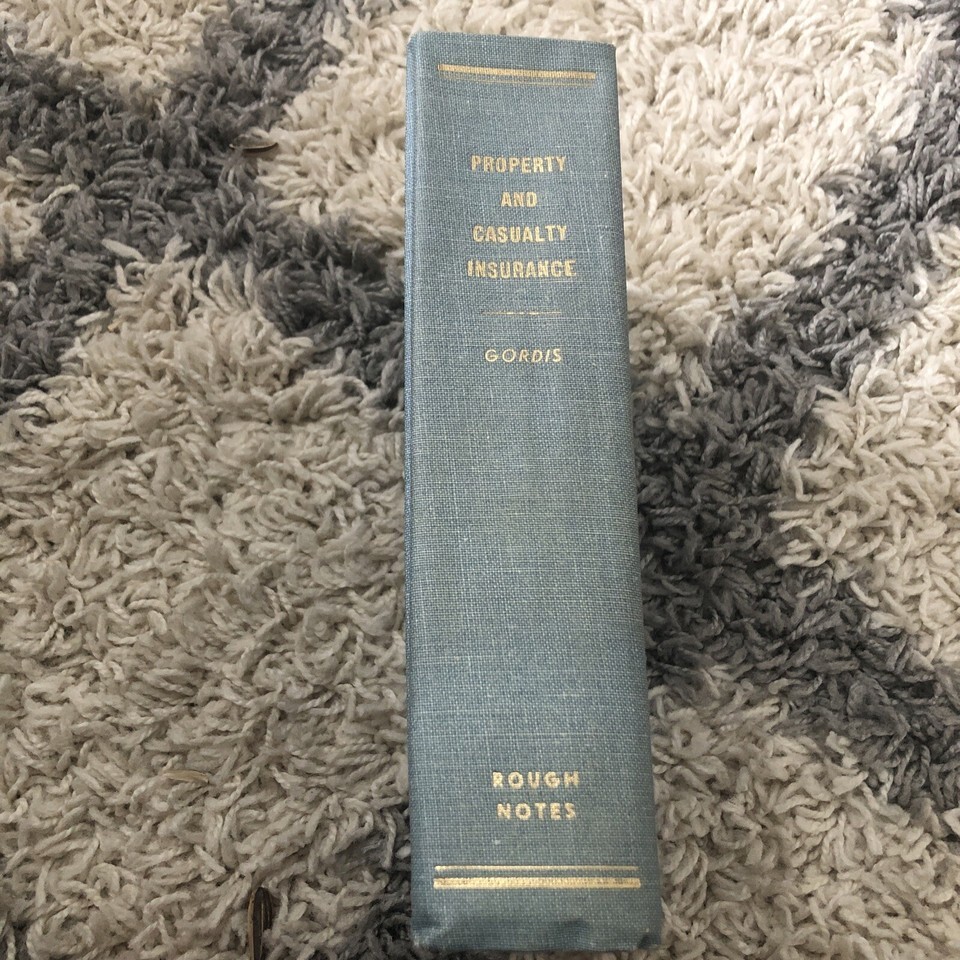 PROPERTY
AND
CASUALTY
INSURANCE
GORDIS
ROUGH
NOTES